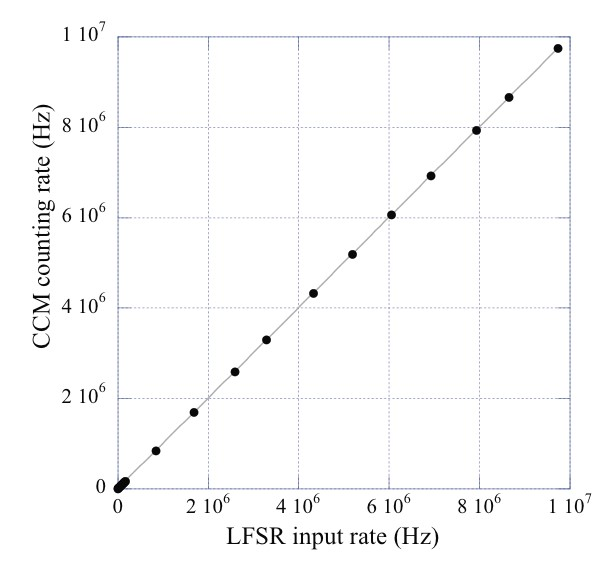 1 10⁷
8 10⁶
6 10⁶
4 10⁶
2 10⁶
0
CCM counting rate (Hz)
0 2 10⁶ 4 10⁶ 6 10⁶ 8 10⁶ 1 10⁷
LFSR input rate (Hz)